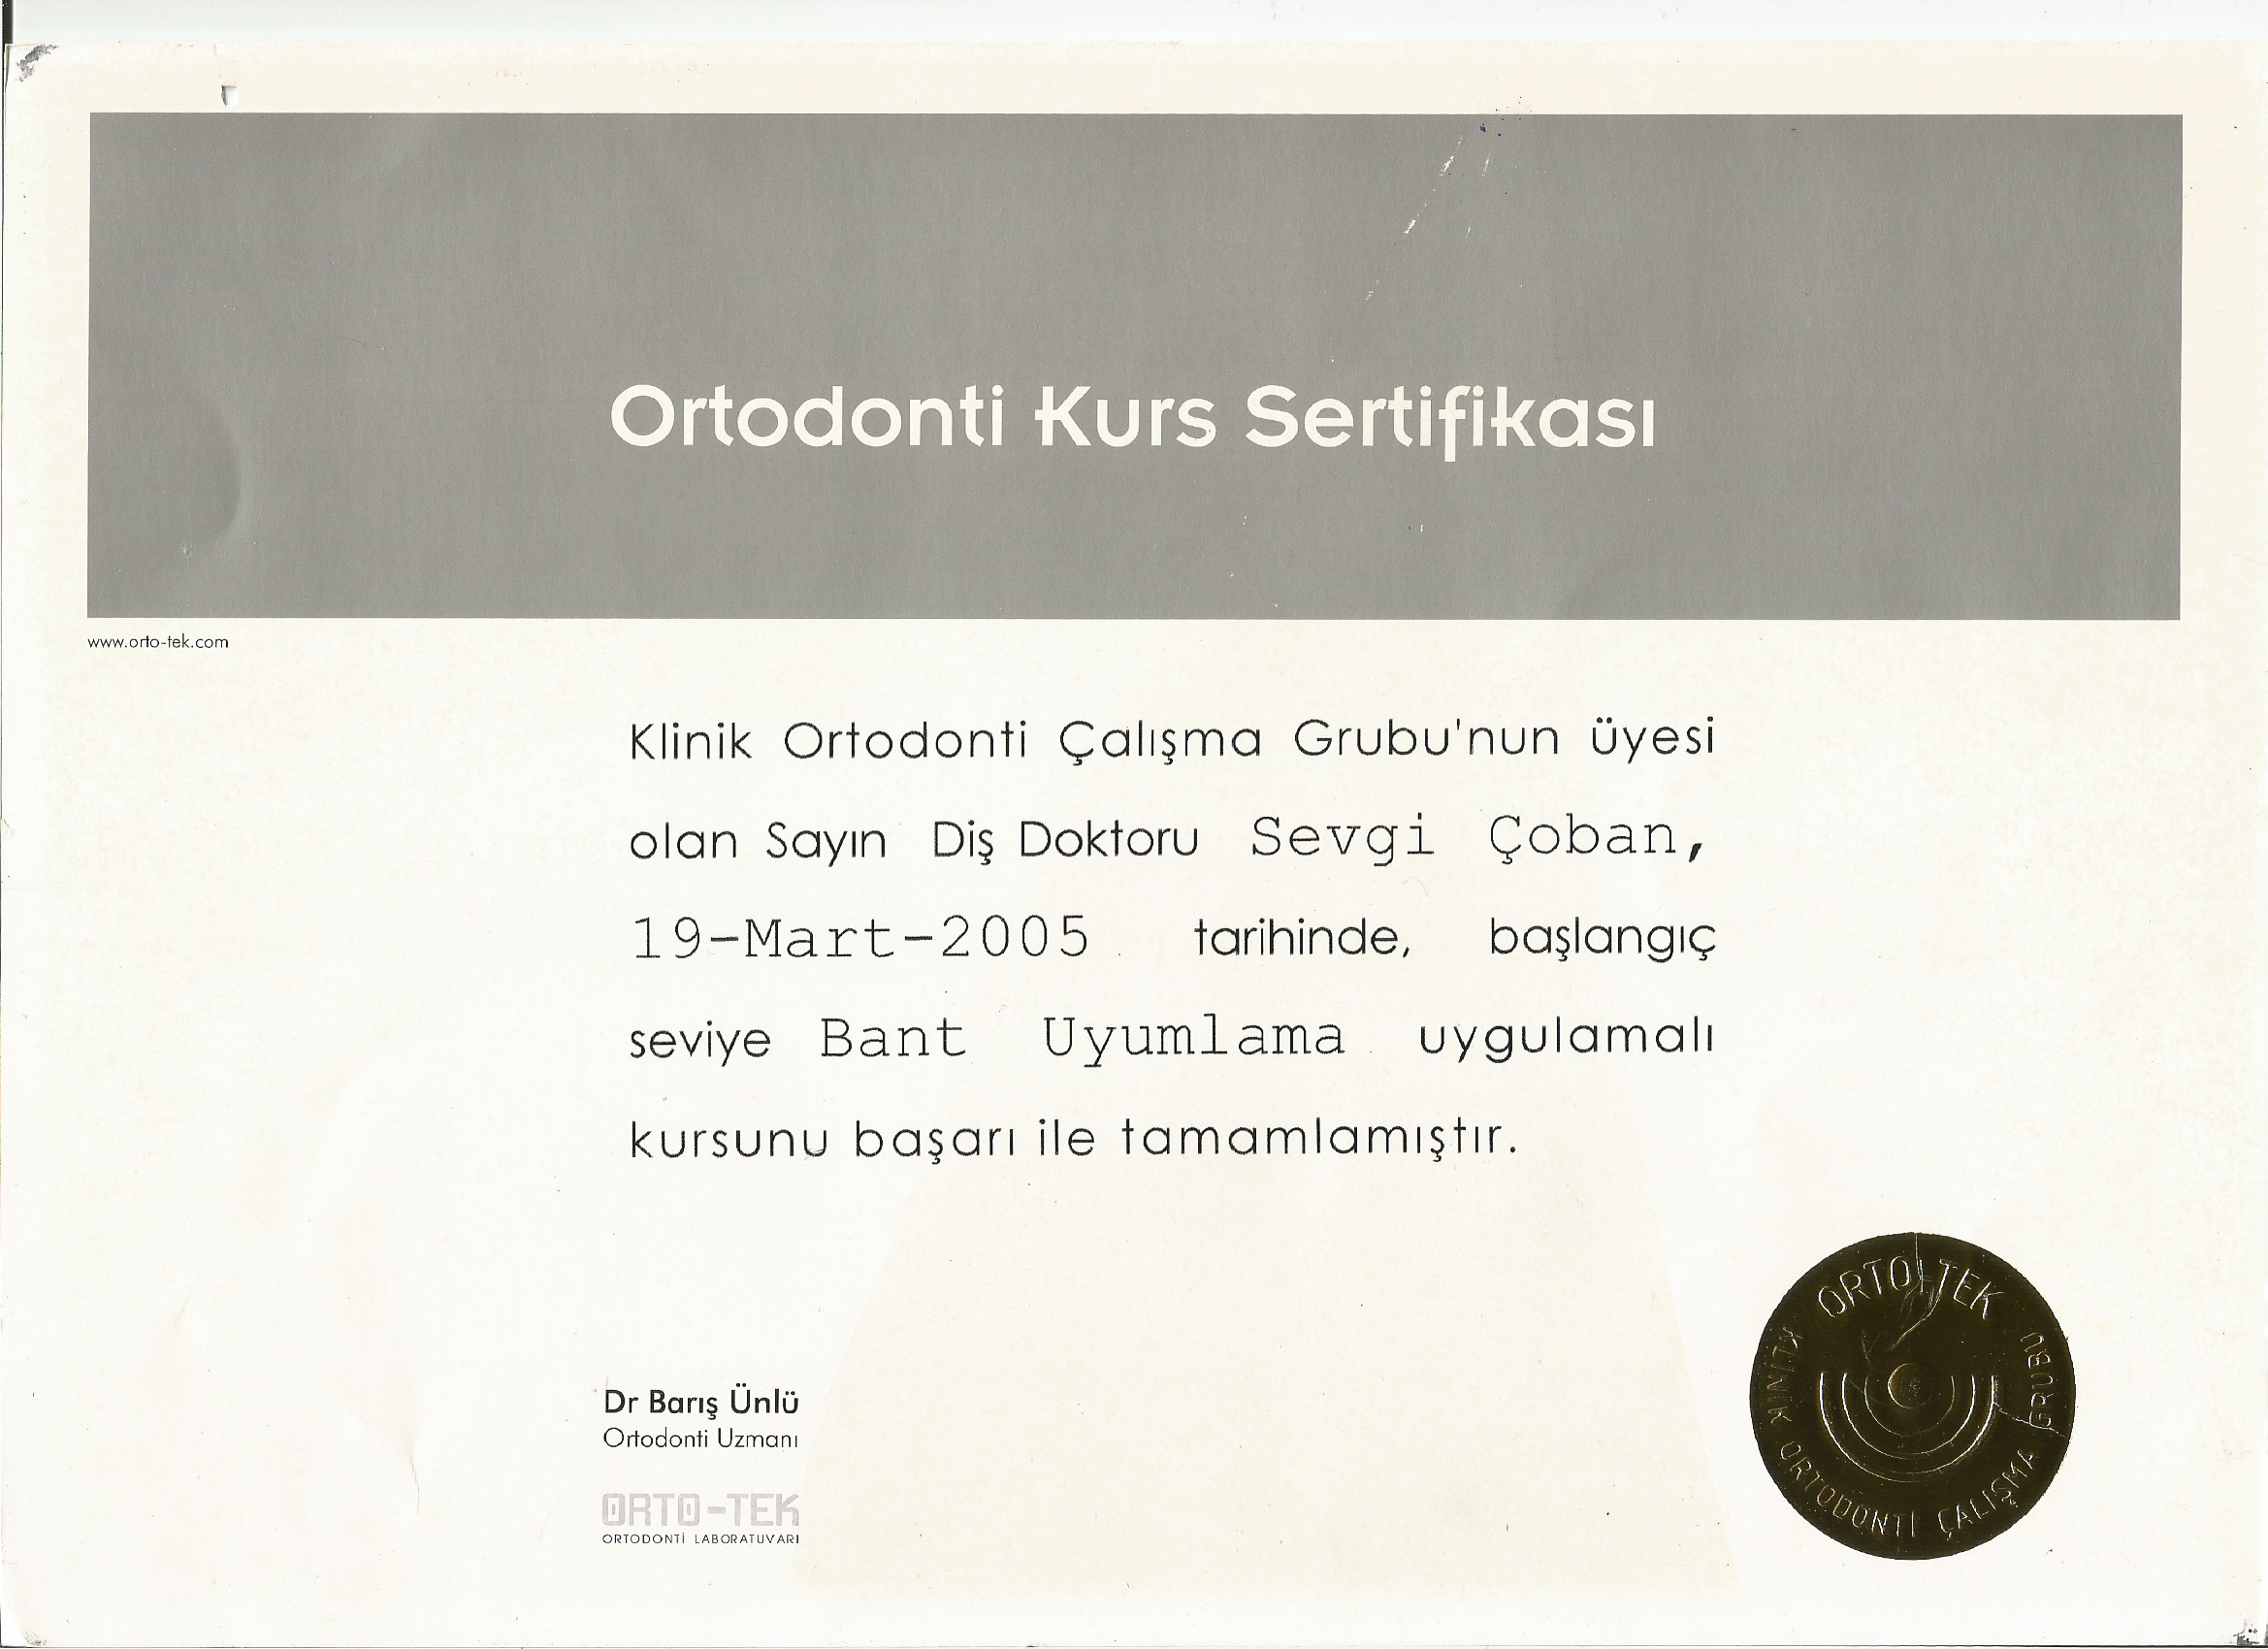 Ortodonti Kurs Sertifikası
www.orto-tek.com
Klinik Ortodonti Çalışma Grubu'nun üyesi
olan Sayın Diş Doktoru Sevgi Çoban,
19-Mart-2005 tarihinde, başlangıç
seviye Bant Uyumlama uygulamalı
kursunu başarı ile tamamlamıştır.
Dr Barış Ünlü
Ortodonti Uzmanı
ORTO-TEK
ORTODONTİ LABORATUVARI
ORTO TEK
KLİNİK ORTODONTİ ÇALIŞMA GRUBU